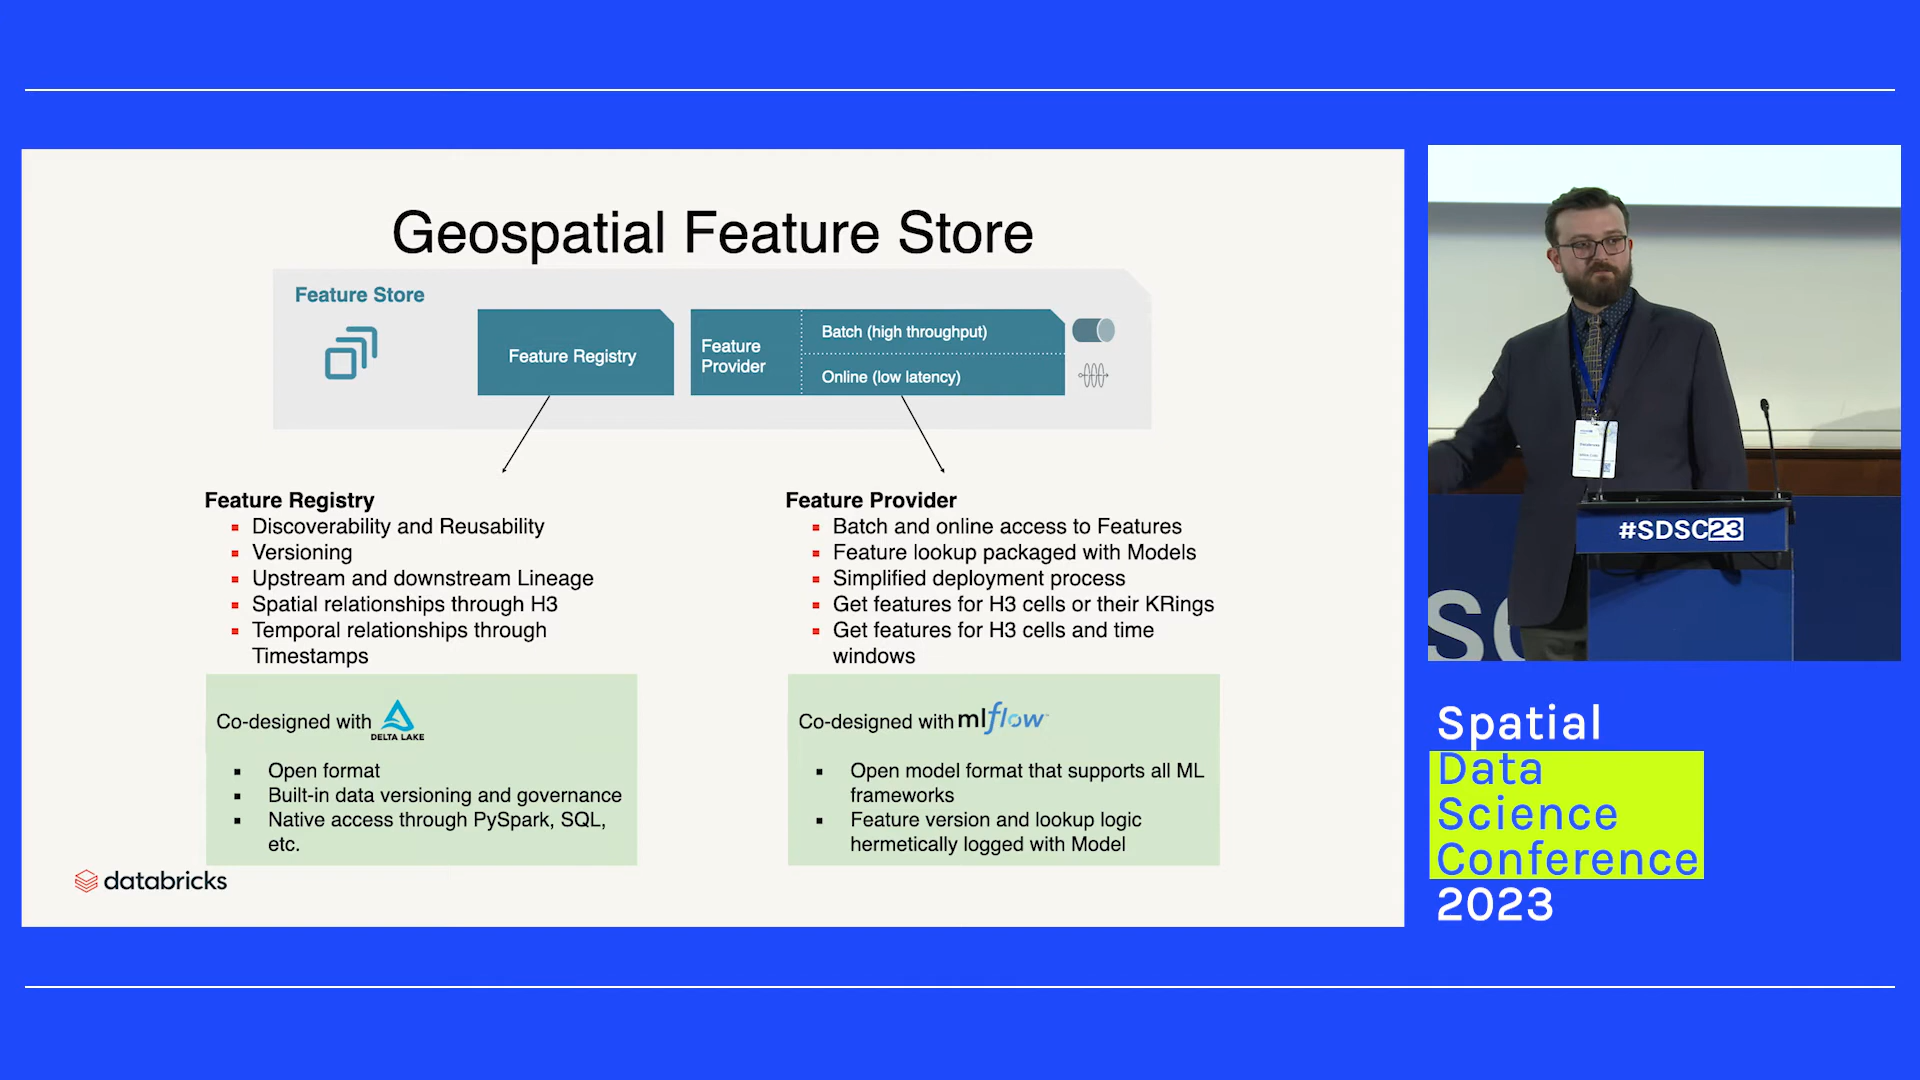 Geospatial Feature Store
Feature Store
Feature Registry
Feature
Provider
Batch (high throughput)
Online (low latency)
Feature Registry
Discoverability and Reusability
Versioning
Upstream and downstream Lineage
Spatial relationships through H3
Temporal relationships through
Timestamps
Co-designed with DELTA LAKE
Open format
Built-in data versioning and governance
Native access through PySpark, SQL,
etc.
Feature Provider
Batch and online access to Features
Feature lookup packaged with Models
Simplified deployment process
Get features for H3 cells or their KRings
Get features for H3 cells and time
windows
Co-designed with mlflow
Open model format that supports all ML
frameworks
Feature version and lookup logic
hermetically logged with Model
databricks
#SDSC23
SC
Spatial
Data
Science
Conference
2023